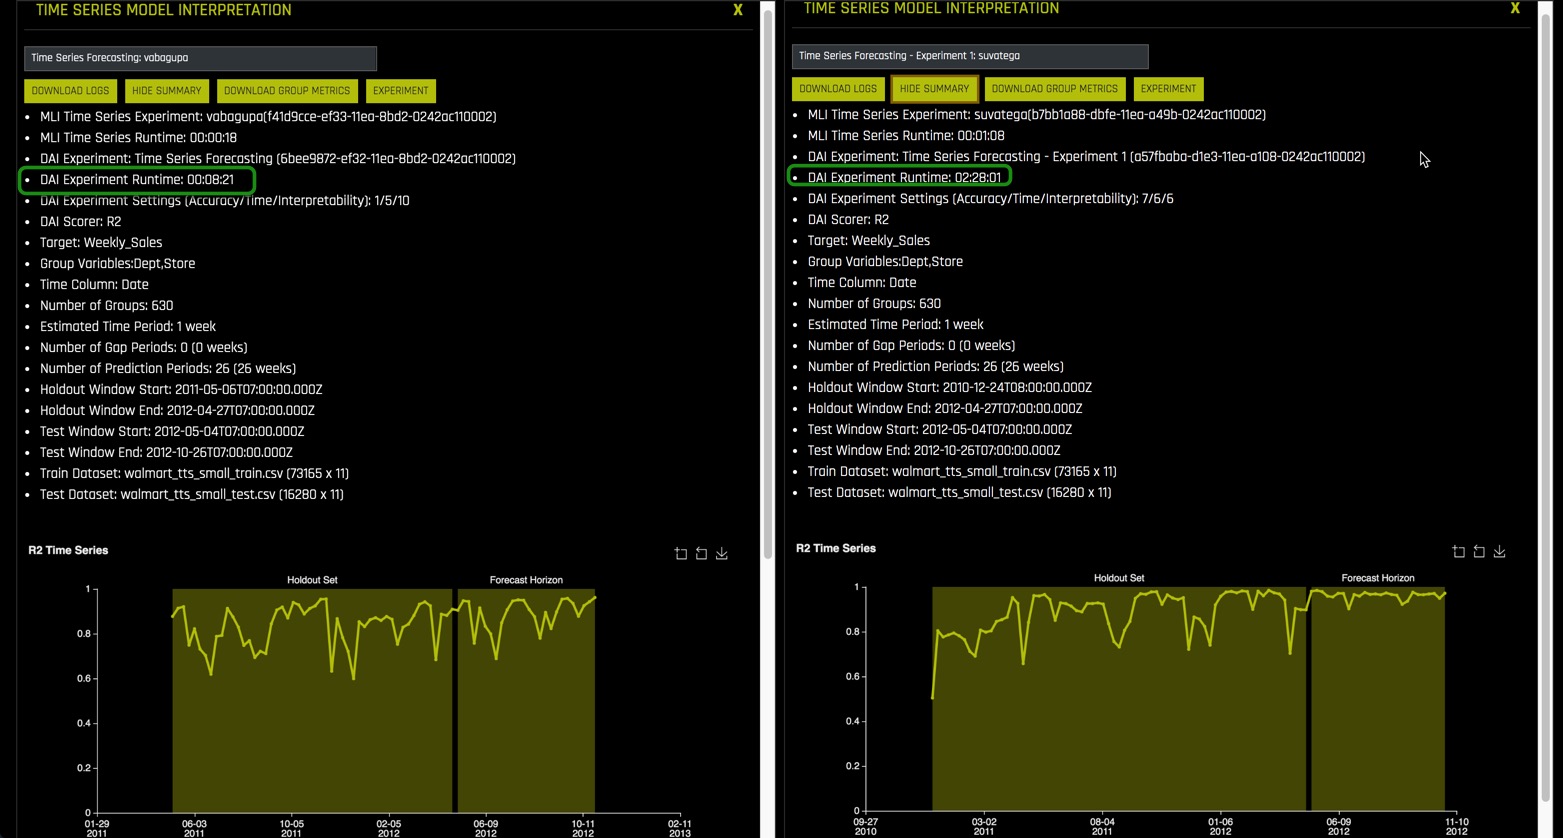 TIME SERIES MODEL INTERPRETATION X
Time Series Forecasting: vabagupa
DOWNLOAD LOGS HIDE SUMMARY DOWNLOAD GROUP METRICS EXPERIMENT
• MLI Time Series Experiment: vabagupa(f41d9cce-ef33-11ea-8bd2-0242ac110002)
• MLI Time Series Runtime: 00:00:18
• DAI Experiment: Time Series Forecasting (6bee9872-ef32-11ea-8bd2-0242ac110002)
• DAI Experiment Runtime: 00:08:21
• DAI Experiment Settings (Accuracy/Time/Interpretability): 1/5/10
• DAI Scorer: R2
• Target: Weekly_Sales
• Group Variables:Dept,Store
• Time Column: Date
• Number of Groups: 630
• Estimated Time Period: 1 week
• Number of Gap Periods: 0 (0 weeks)
• Number of Prediction Periods: 26 (26 weeks)
• Holdout Window Start: 2011-05-06T07:00:00.000Z
• Holdout Window End: 2012-04-27T07:00:00.000Z
• Test Window Start: 2012-05-04T07:00:00.000Z
• Test Window End: 2012-10-26T07:00:00.000Z
• Train Dataset: walmart_tts_small_train.csv (73165 x 11)
• Test Dataset: walmart_tts_small_test.csv (16280 x 11)
R2 Time Series
Holdout Set Forecast Horizon
1
0.8
0.6
0.4
0.2
0
01-29 06-03 10-05 02-05 06-09 10-11 02-11
2011 2011 2011 2012 2012 2012 2013
TIME SERIES MODEL INTERPRETATION X
Time Series Forecasting - Experiment 1: suvatega
DOWNLOAD LOGS HIDE SUMMARY DOWNLOAD GROUP METRICS EXPERIMENT
• MLI Time Series Experiment: suvatega(b7bb1a88-dbfe-11ea-a49b-0242ac110002)
• MLI Time Series Runtime: 00:01:08
• DAI Experiment: Time Series Forecasting - Experiment 1 (a57fbaba-d1e3-11ea-a108-0242ac110002)
• DAI Experiment Runtime: 02:28:01
• DAI Experiment Settings (Accuracy/Time/Interpretability): 7/6/6
• DAI Scorer: R2
• Target: Weekly_Sales
• Group Variables:Dept,Store
• Time Column: Date
• Number of Groups: 630
• Estimated Time Period: 1 week
• Number of Gap Periods: 0 (0 weeks)
• Number of Prediction Periods: 26 (26 weeks)
• Holdout Window Start: 2010-12-24T08:00:00.000Z
• Holdout Window End: 2012-04-27T07:00:00.000Z
• Test Window Start: 2012-05-04T07:00:00.000Z
• Test Window End: 2012-10-26T07:00:00.000Z
• Train Dataset: walmart_tts_small_train.csv (73165 x 11)
• Test Dataset: walmart_tts_small_test.csv (16280 x 11)
R2 Time Series
Holdout Set Forecast Horizon
1
0.8
0.6
0.4
0.2
0
09-27 03-02 08-04 01-06 06-09 11-10
2010 2011 2011 2012 2012 2012